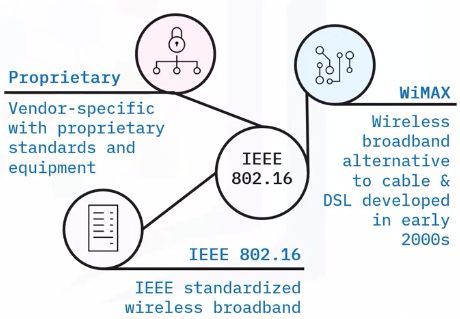 Proprietary
Vendor-specific
with proprietary
standards and
equipment
IEEE
802.16
WiMAX
Wireless
broadband
alternative
to cable &
DSL developed
in early
2000s
IEEE 802.16
IEEE standardized
wireless broadband